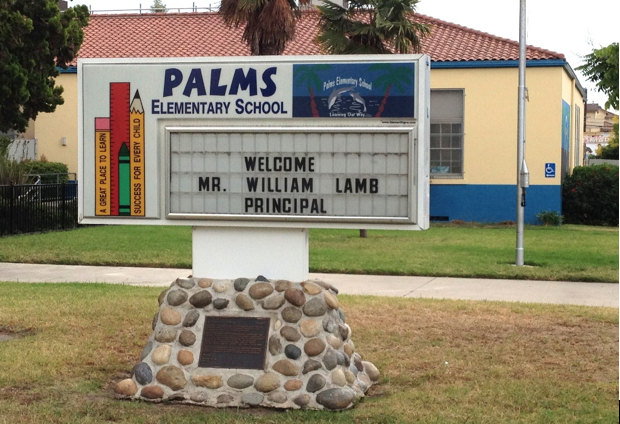 PALMS
ELEMENTARY SCHOOL
Palms Elementary School
A GREAT PLACE TO LEARN
SUCCESS FOR EVERY CHILD
WELCOME
MR. WILLIAM LAMB
PRINCIPAL